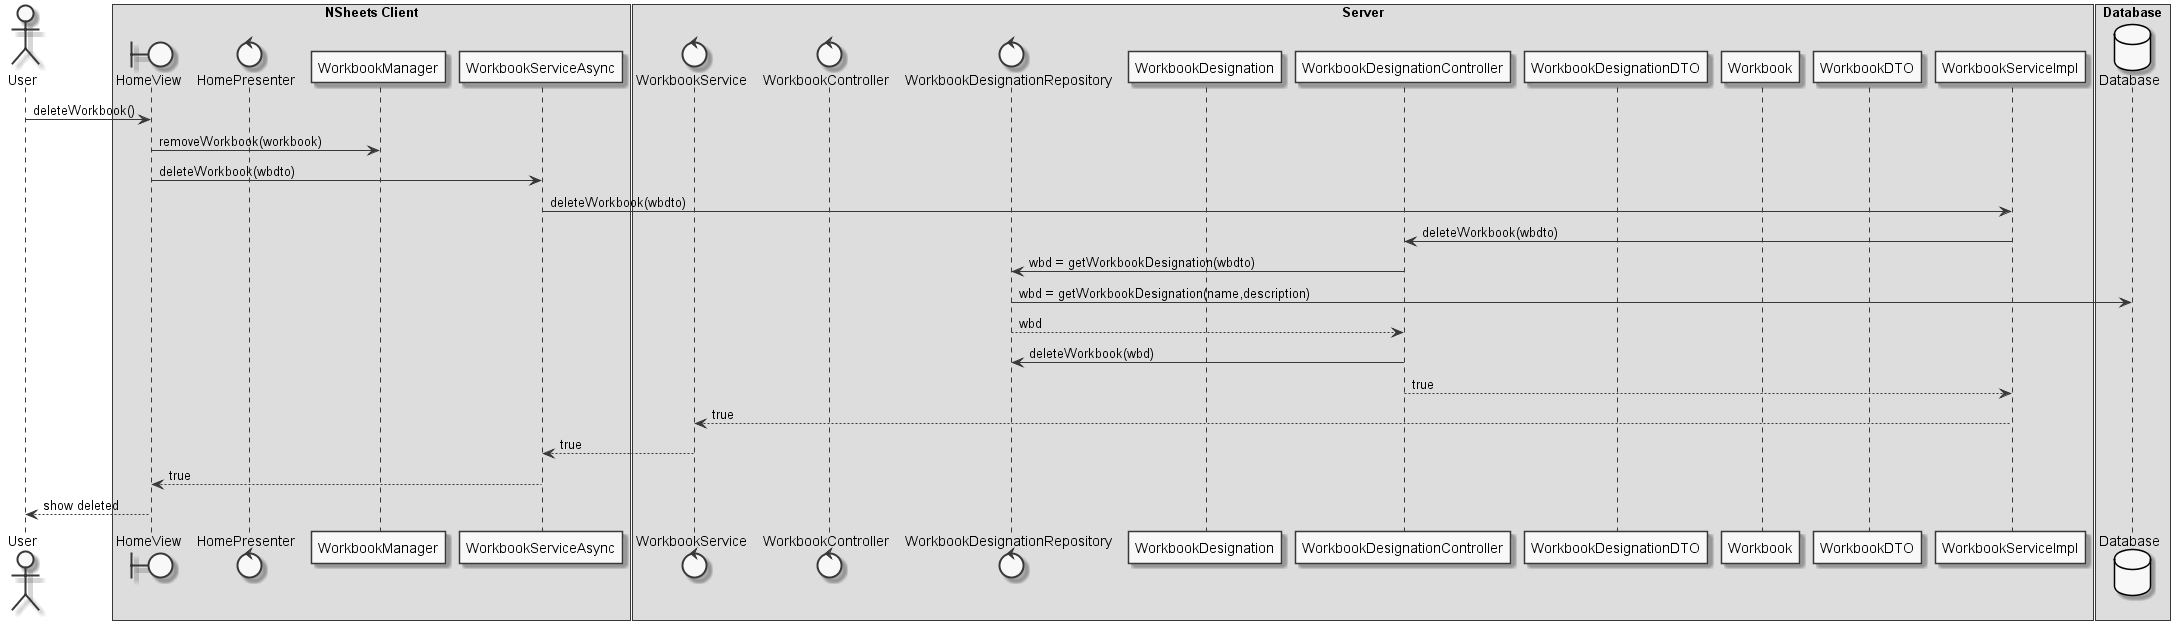 NSheets Client
Server
Database
User
HomeView
HomePresenter
WorkbookManager
WorkbookServiceAsync
WorkbookService
WorkbookController
WorkbookDesignationRepository
WorkbookDesignation
WorkbookDesignationController
WorkbookDesignationDTO
Workbook
WorkbookDTO
WorkbookServiceImpl
Database
deleteWorkbook()
removeWorkbook(workbook)
deleteWorkbook(wbdto)
deleteWorkbook(wbdto)
deleteWorkbook(wbdto)
wbd = getWorkbookDesignation(wbdto)
wbd = getWorkbookDesignation(name,description)
wbd
deleteWorkbook(wbd)
true
true
true
true
show deleted
User
HomeView
HomePresenter
WorkbookManager
WorkbookServiceAsync
WorkbookService
WorkbookController
WorkbookDesignationRepository
WorkbookDesignation
WorkbookDesignationController
WorkbookDesignationDTO
Workbook
WorkbookDTO
WorkbookServiceImpl
Database